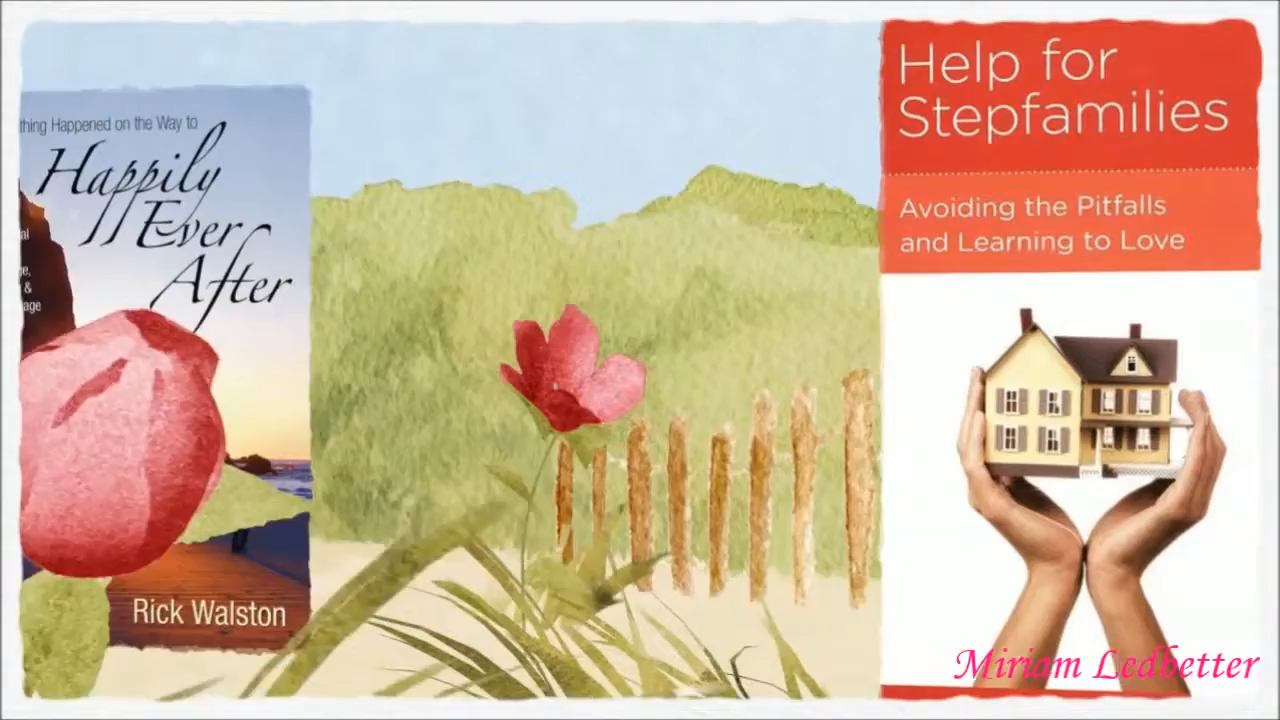 thing Happened on the Way to
Happily
Ever
After
Rick Walston
Help for
Stepfamilies
Avoiding the Pitfalls
and Learning to Love
Miriam Ledbetter